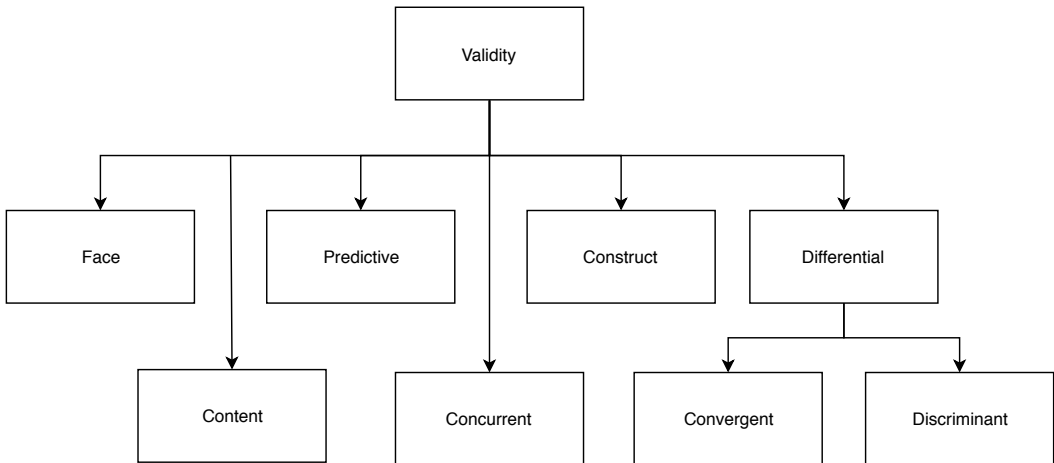 Validity
Face
Predictive
Construct
Differential
Content
Concurrent
Convergent
Discriminant